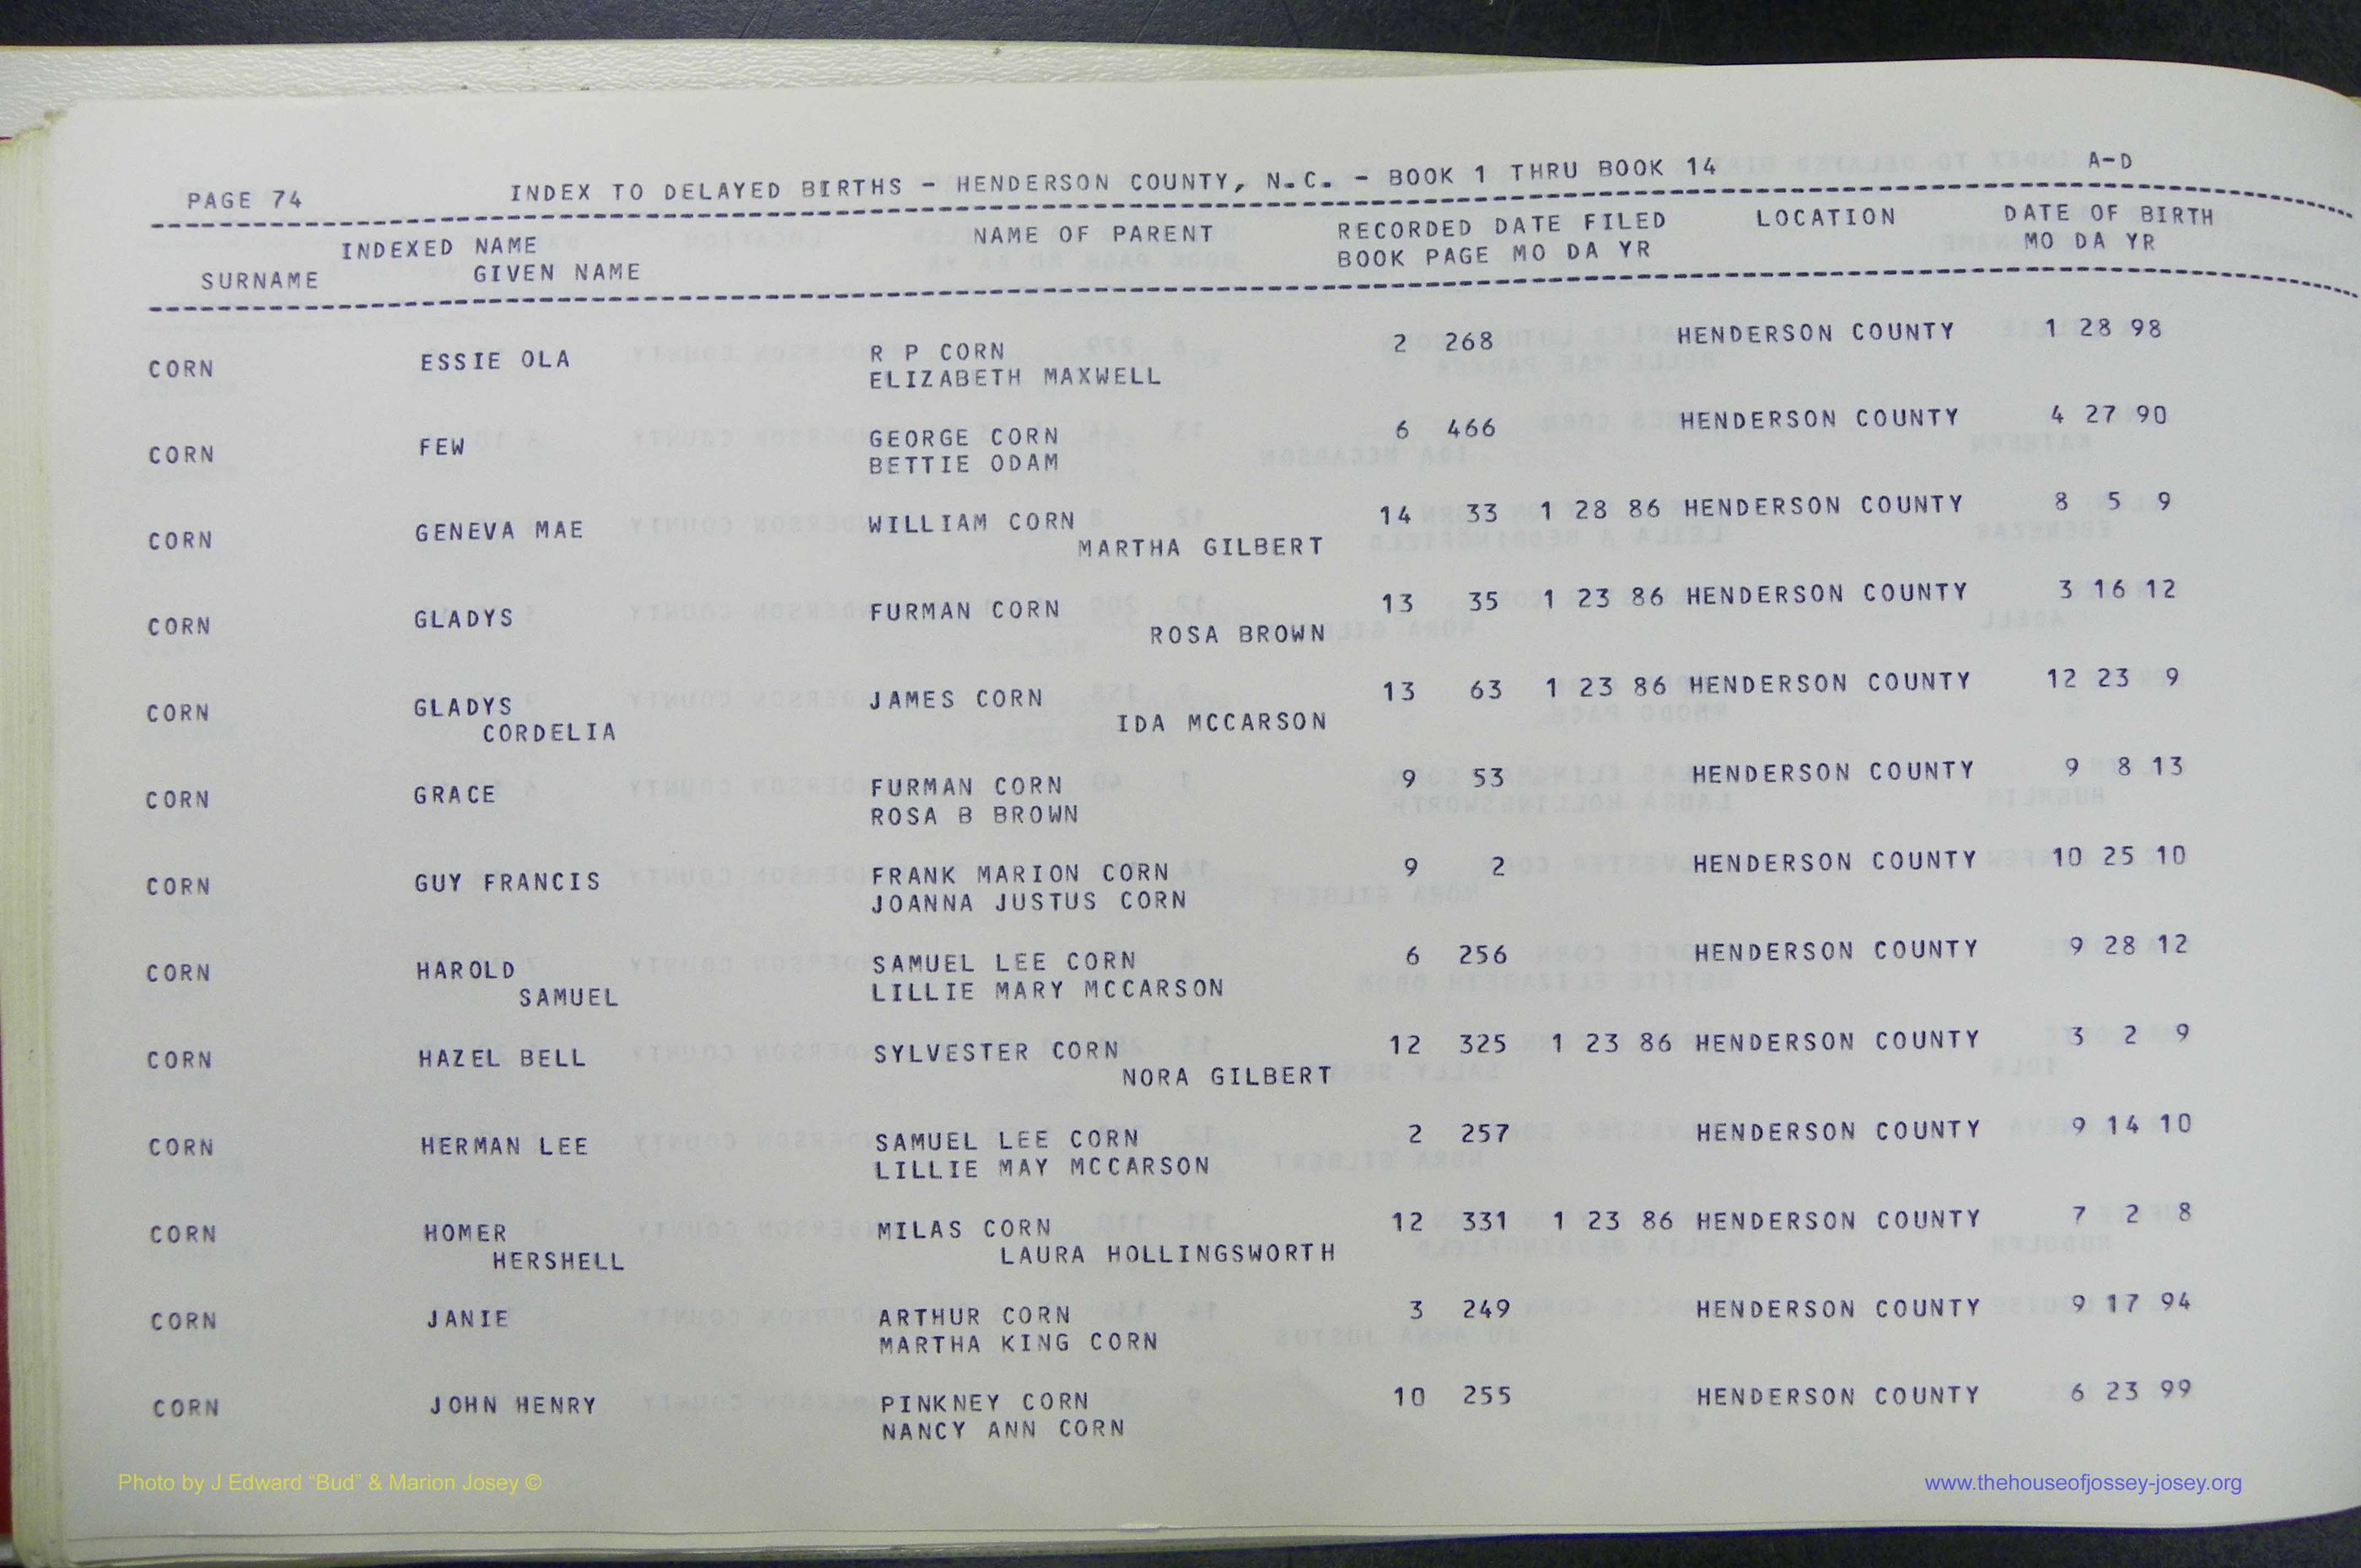 PAGE 74 INDEX TO DELAYED BIRTHS - HENDERSON COUNTY, N.C. - BOOK 1 THRU BOOK 14 A-D
INDEXED NAME NAME OF PARENT RECORDED DATE FILED LOCATION DATE OF BIRTH
SURNAME GIVEN NAME BOOK PAGE MO DA YR MO DA YR
CORN ESSIE OLA R P CORN 2 268 HENDERSON COUNTY 1 28 98
ELIZABETH MAXWELL
CORN FEW GEORGE CORN 6 466 HENDERSON COUNTY 4 27 90
BETTIE ODAM
CORN GENEVA MAE WILLIAM CORN 14 33 1 28 86 HENDERSON COUNTY 8 5 9
MARTHA GILBERT
CORN GLADYS FURMAN CORN 13 35 1 23 86 HENDERSON COUNTY 3 16 12
ROSA BROWN
CORN GLADYS JAMES CORN 13 63 1 23 86 HENDERSON COUNTY 12 23 9
CORDELIA IDA MCCARSON
CORN GRACE FURMAN CORN 9 53 HENDERSON COUNTY 9 8 13
ROSA B BROWN
CORN GUY FRANCIS FRANK MARION CORN 9 2 HENDERSON COUNTY 10 25 10
JOANNA JUSTUS CORN
CORN HAROLD SAMUEL LEE CORN 6 256 HENDERSON COUNTY 9 28 12
SAMUEL LILLIE MARY MCCARSON
CORN HAZEL BELL SYLVESTER CORN 12 325 1 23 86 HENDERSON COUNTY 3 2 9
NORA GILBERT
CORN HERMAN LEE SAMUEL LEE CORN 2 257 HENDERSON COUNTY 9 14 10
LILLIE MAY MCCARSON
CORN HOMER MILAS CORN 12 331 1 23 86 HENDERSON COUNTY 7 2 8
HERSHELL LAURA HOLLINGSWORTH
CORN JANIE ARTHUR CORN 3 249 HENDERSON COUNTY 9 17 94
MARTHA KING CORN
CORN JOHN HENRY PINKNEY CORN 10 255 HENDERSON COUNTY 6 23 99
NANCY ANN CORN
Photo by J Edward “Bud” & Marion Josey © www.thehouseofjossey-josey.org